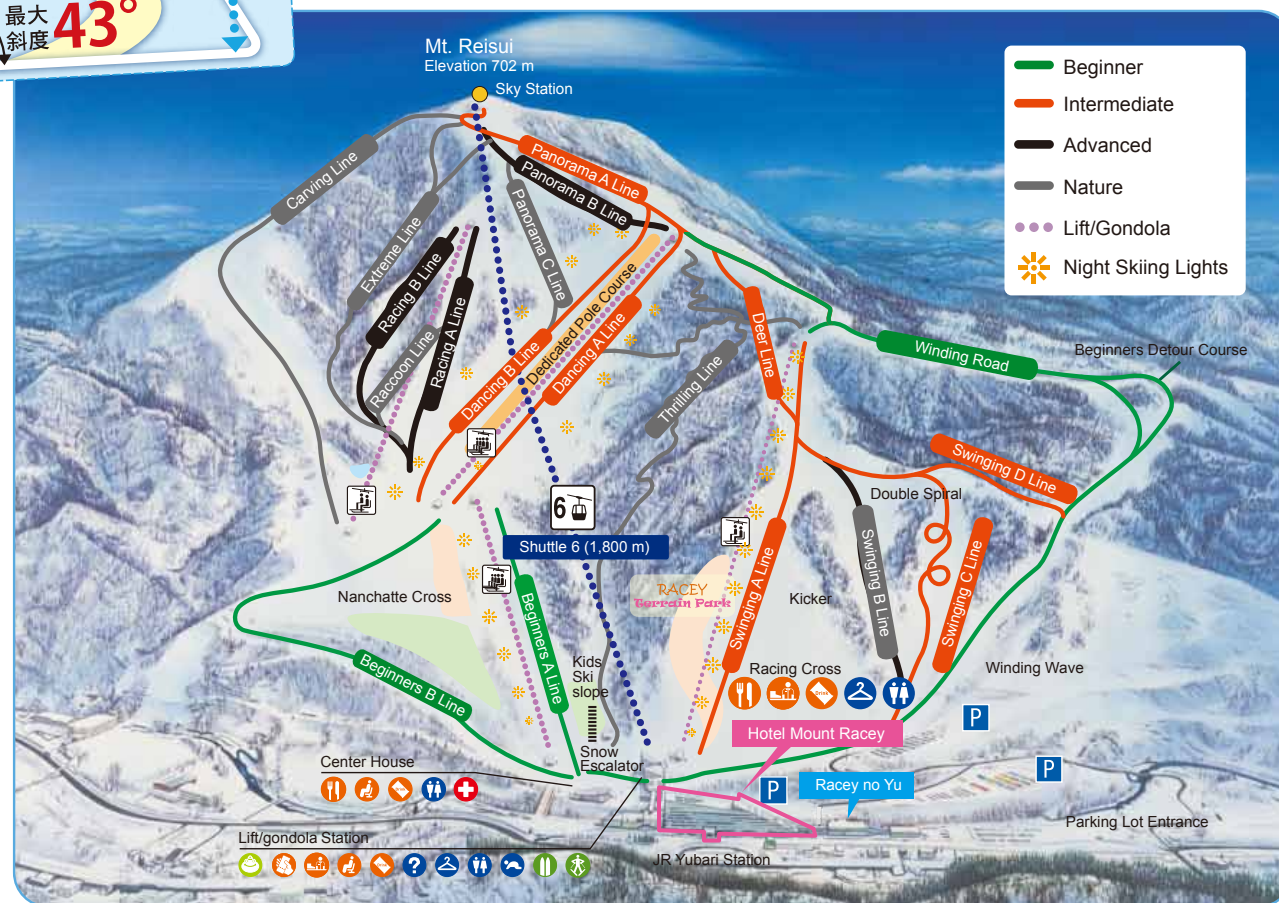 最大
斜度 43°
Mt. Reisui
Elevation 702 m
Sky Station
Beginner
Intermediate
Advanced
Nature
Lift/Gondola
Night Skiing Lights
Carving Line
Extreme Line
Racing B Line
Raccoon Line
Racing A Line
Panorama A Line
Panorama B Line
Panorama C Line
Dancing B Line
Dedicated Pole Course
Dancing A Line
Thrilling Line
Deer Line
Winding Road
Beginners Detour Course
Swinging D Line
Double Spiral
Swinging B Line
Swinging C Line
Swinging A Line
6
Shuttle 6 (1,800 m)
Nanchatte Cross
RACEY
Terrain Park
Kicker
Beginners A Line
Beginners B Line
Kids
Ski
slope
Racing Cross
Winding Wave
Drink
P
Hotel Mount Racey
Snow
Escalator
Center House
P
P
Racey no Yu
Parking Lot Entrance
Lift/gondola Station
?
JR Yubari Station